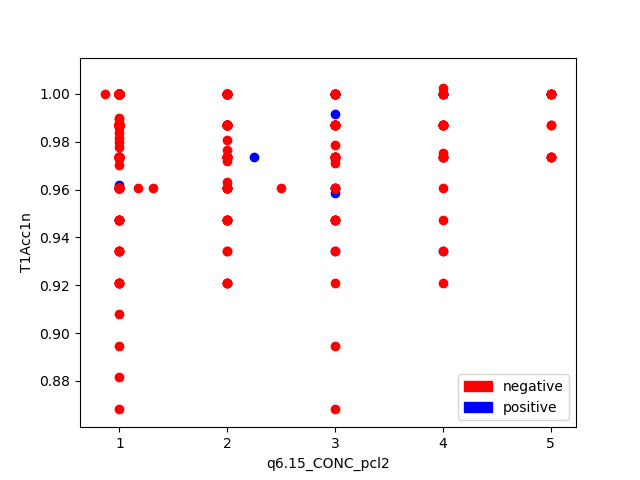 1.00
0.98
0.96
0.94
0.92
0.90
0.88
T1Acc1n
1 2 3 4 5
q6.15_CONC_pcl2
negative
positive